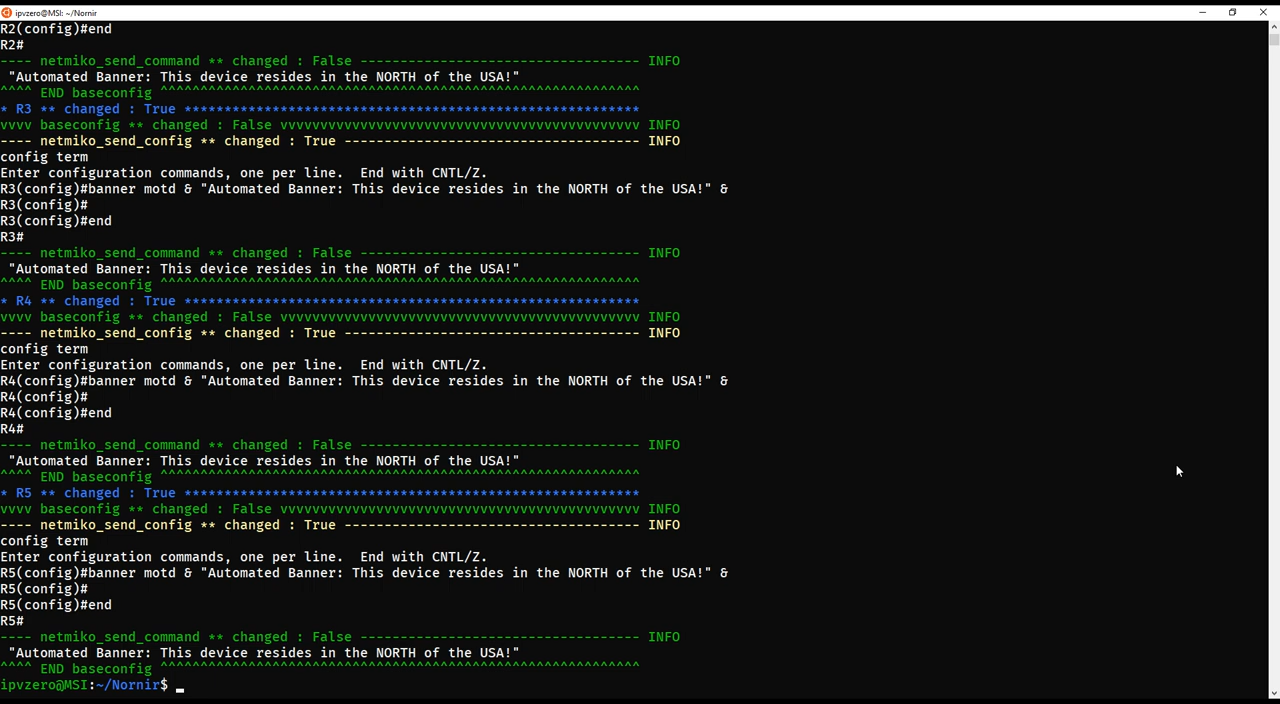 ipvzero@MSI: ~/Nornir
R2(config)#end
R2#
---- netmiko_send_command ** changed : False ----------------------------------- INFO
 "Automated Banner: This device resides in the NORTH of the USA!"
^^^^ END baseconfig ^^^^^^^^^^^^^^^^^^^^^^^^^^^^^^^^^^^^^^^^^^^^^^^^^^^^^^^^^^^^
* R3 ** changed : True *********************************************************
vvvv baseconfig ** changed : False vvvvvvvvvvvvvvvvvvvvvvvvvvvvvvvvvvvvvvvvvvvvv INFO
---- netmiko_send_config ** changed : True ------------------------------------- INFO
config term
Enter configuration commands, one per line.  End with CNTL/Z.
R3(config)#banner motd & "Automated Banner: This device resides in the NORTH of the USA!" &
R3(config)#
R3(config)#end
R3#
---- netmiko_send_command ** changed : False ----------------------------------- INFO
 "Automated Banner: This device resides in the NORTH of the USA!"
^^^^ END baseconfig ^^^^^^^^^^^^^^^^^^^^^^^^^^^^^^^^^^^^^^^^^^^^^^^^^^^^^^^^^^^^
* R4 ** changed : True *********************************************************
vvvv baseconfig ** changed : False vvvvvvvvvvvvvvvvvvvvvvvvvvvvvvvvvvvvvvvvvvvvv INFO
---- netmiko_send_config ** changed : True ------------------------------------- INFO
config term
Enter configuration commands, one per line.  End with CNTL/Z.
R4(config)#banner motd & "Automated Banner: This device resides in the NORTH of the USA!" &
R4(config)#
R4(config)#end
R4#
---- netmiko_send_command ** changed : False ----------------------------------- INFO
 "Automated Banner: This device resides in the NORTH of the USA!"
^^^^ END baseconfig ^^^^^^^^^^^^^^^^^^^^^^^^^^^^^^^^^^^^^^^^^^^^^^^^^^^^^^^^^^^^
* R5 ** changed : True *********************************************************
vvvv baseconfig ** changed : False vvvvvvvvvvvvvvvvvvvvvvvvvvvvvvvvvvvvvvvvvvvvv INFO
---- netmiko_send_config ** changed : True ------------------------------------- INFO
config term
Enter configuration commands, one per line.  End with CNTL/Z.
R5(config)#banner motd & "Automated Banner: This device resides in the NORTH of the USA!" &
R5(config)#
R5(config)#end
R5#
---- netmiko_send_command ** changed : False ----------------------------------- INFO
 "Automated Banner: This device resides in the NORTH of the USA!"
^^^^ END baseconfig ^^^^^^^^^^^^^^^^^^^^^^^^^^^^^^^^^^^^^^^^^^^^^^^^^^^^^^^^^^^^
ipvzero@MSI:~/Nornir$